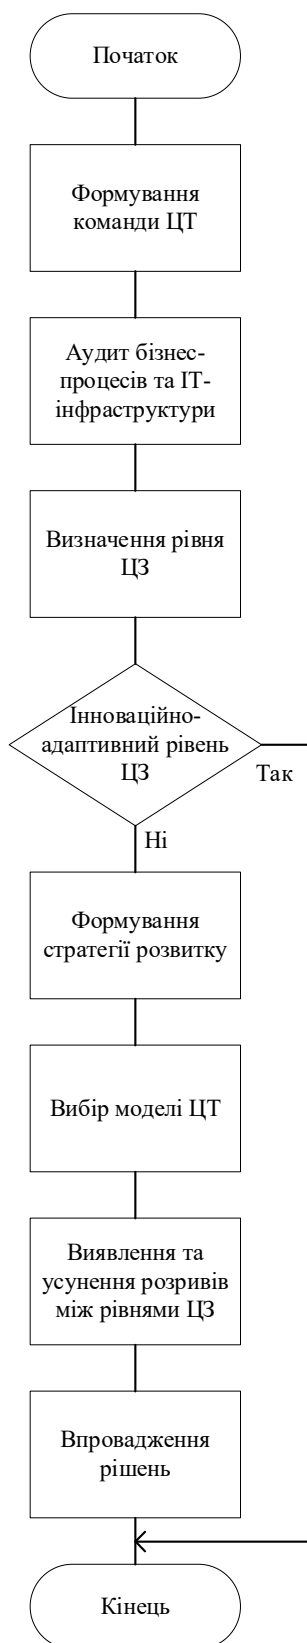 Початок
Формування
команди ЦТ
Аудит бізнес-
процесів та ІТ-
інфраструктури
Визначення рівня
ЦЗ
Інноваційно-
адаптивний рівень
ЦЗ
Так
Ні
Формування
стратегії розвитку
Вибір моделі ЦТ
Виявлення та
усунення розривів
між рівнями ЦЗ
Впровадження
рішень
Кінець